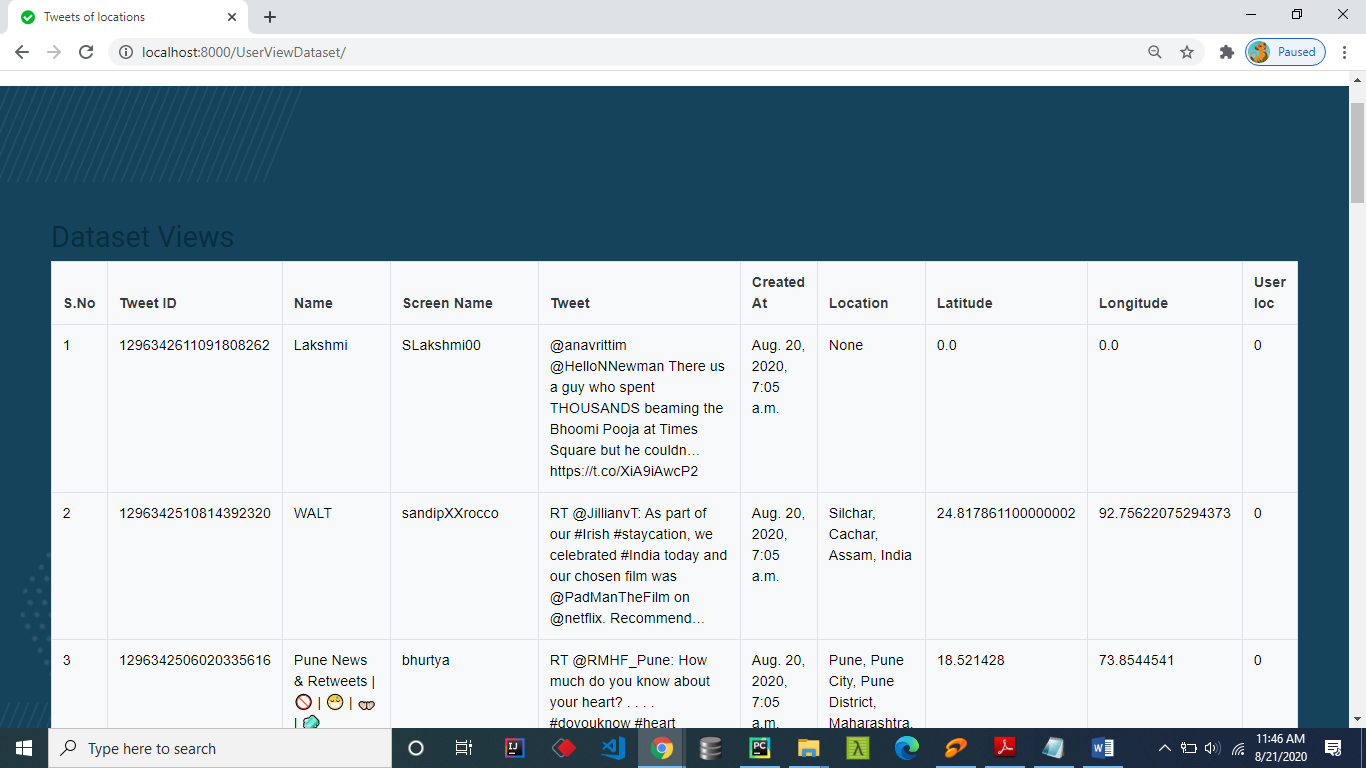 Tweets of locations
localhost:8000/UserViewDataset/
Paused
Dataset Views
S.No Tweet ID Name Screen Name Tweet Created At Location Latitude Longitude User loc
1 1296342611091808262 Lakshmi SLakshmi00
@anavrittim
@HelloNNewman There us
a guy who spent
THOUSANDS beaming the
Bhoomi Pooja at Times
Square but he couldn…
https://t.co/XiA9iAwcP2
Aug. 20,
2020,
7:05
a.m.
None 0.0 0.0 0
2 1296342510814392320 WALT sandipXXrocco
RT @JillianvT: As part of
our #Irish #staycation, we
celebrated #India today and
our chosen film was
@PadManTheFilm on
@netflix. Recommend…
Aug. 20,
2020,
7:05
a.m.
Silchar,
Cachar,
Assam, India
24.817861100000002 92.75622075294373 0
3 1296342506020335616
Pune News
& Retweets |
🚫 | 😷 | 👓
| 🧼
bhurtya
RT @RMHF_Pune: How
much do you know about
your heart? . . . .
#doyouknow #heart
Aug. 20,
2020,
7:05
a.m.
Pune, Pune
City, Pune
District,
Maharashtra,
18.521428 73.8544541 0
Type here to search
11:46 AM
8/21/2020